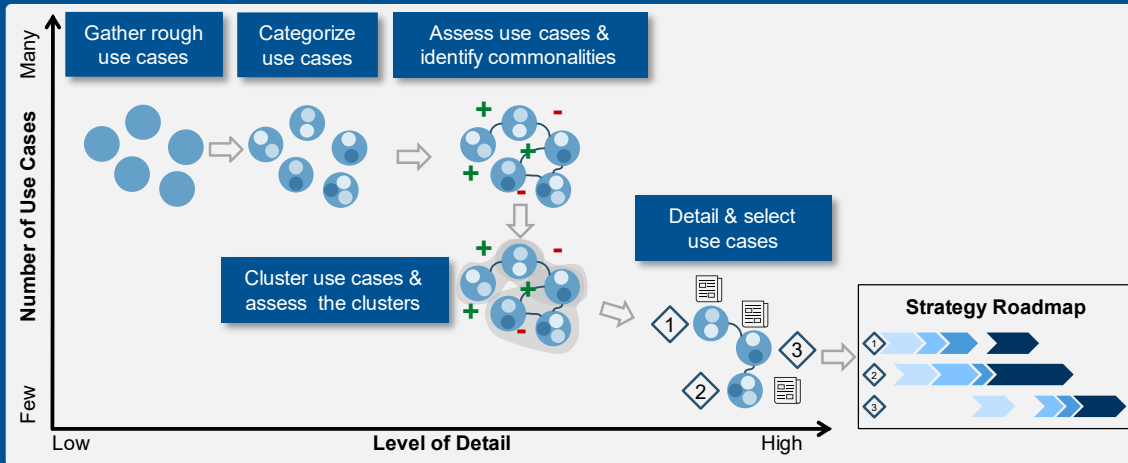 Gather rough
use cases
Categorize
use cases
Assess use cases &
identify commonalities
Many
Number of Use Cases
Few
+
-
+
+
-
Detail & select
use cases
Cluster use cases &
assess the clusters
+
-
+
+
-
1
3
2
Strategy Roadmap
1
2
3
Low
Level of Detail
High